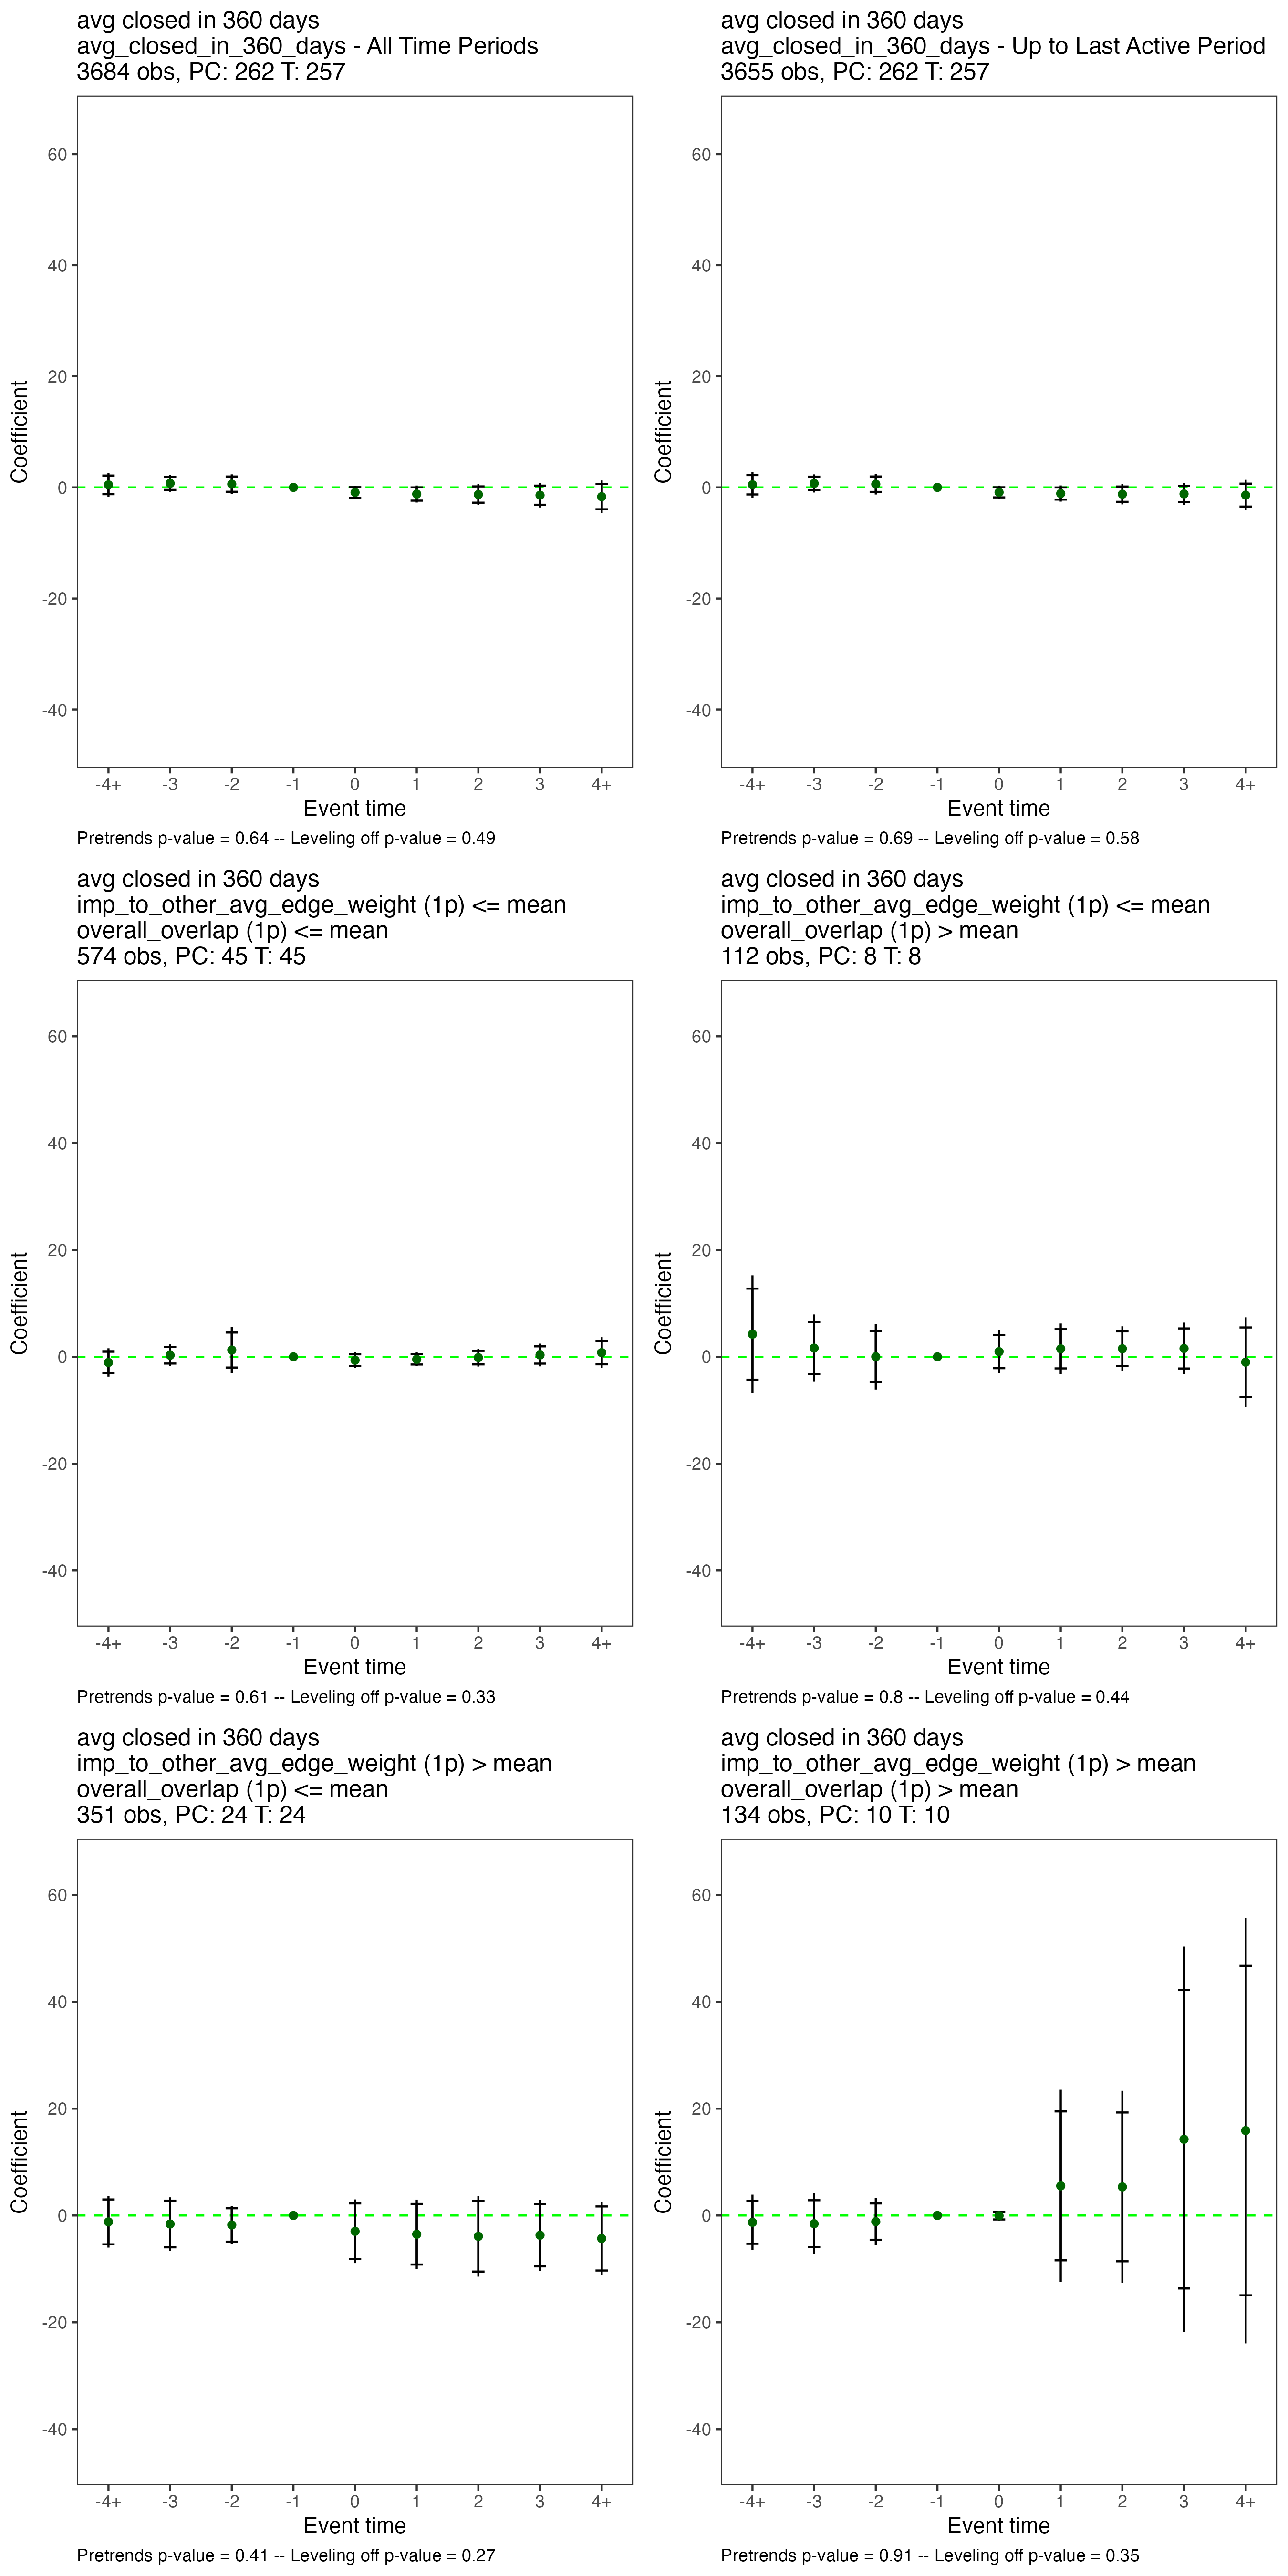 avg closed in 360 days
avg_closed_in_360_days - All Time Periods
3684 obs, PC: 262 T: 257
60
40
20
0
-20
-40
Coefficient
-4+ -3 -2 -1 0 1 2 3 4+
Event time
Pretrends p-value = 0.64 -- Leveling off p-value = 0.49
avg closed in 360 days
avg_closed_in_360_days - Up to Last Active Period
3655 obs, PC: 262 T: 257
60
40
20
0
-20
-40
Coefficient
-4+ -3 -2 -1 0 1 2 3 4+
Event time
Pretrends p-value = 0.69 -- Leveling off p-value = 0.58
avg closed in 360 days
imp_to_other_avg_edge_weight (1p) <= mean
overall_overlap (1p) <= mean
574 obs, PC: 45 T: 45
60
40
20
0
-20
-40
Coefficient
-4+ -3 -2 -1 0 1 2 3 4+
Event time
Pretrends p-value = 0.61 -- Leveling off p-value = 0.33
avg closed in 360 days
imp_to_other_avg_edge_weight (1p) <= mean
overall_overlap (1p) > mean
112 obs, PC: 8 T: 8
60
40
20
0
-20
-40
Coefficient
-4+ -3 -2 -1 0 1 2 3 4+
Event time
Pretrends p-value = 0.8 -- Leveling off p-value = 0.44
avg closed in 360 days
imp_to_other_avg_edge_weight (1p) > mean
overall_overlap (1p) <= mean
351 obs, PC: 24 T: 24
60
40
20
0
-20
-40
Coefficient
-4+ -3 -2 -1 0 1 2 3 4+
Event time
Pretrends p-value = 0.41 -- Leveling off p-value = 0.27
avg closed in 360 days
imp_to_other_avg_edge_weight (1p) > mean
overall_overlap (1p) > mean
134 obs, PC: 10 T: 10
60
40
20
0
-20
-40
Coefficient
-4+ -3 -2 -1 0 1 2 3 4+
Event time
Pretrends p-value = 0.91 -- Leveling off p-value = 0.35